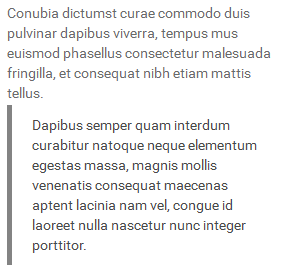 Conubia dictumst curae commodo duis
pulvinar dapibus viverra, tempus mus
euismod phasellus consectetur malesuada
fringilla, et consequat nibh etiam mattis
tellus.
Dapibus semper quam interdum
curabitur natoque neque elementum
egestas massa, magnis mollis
venenatis consequat maecenas
aptent lacinia nam vel, congue id
laoreet nulla nascetur nunc integer
porttitor.